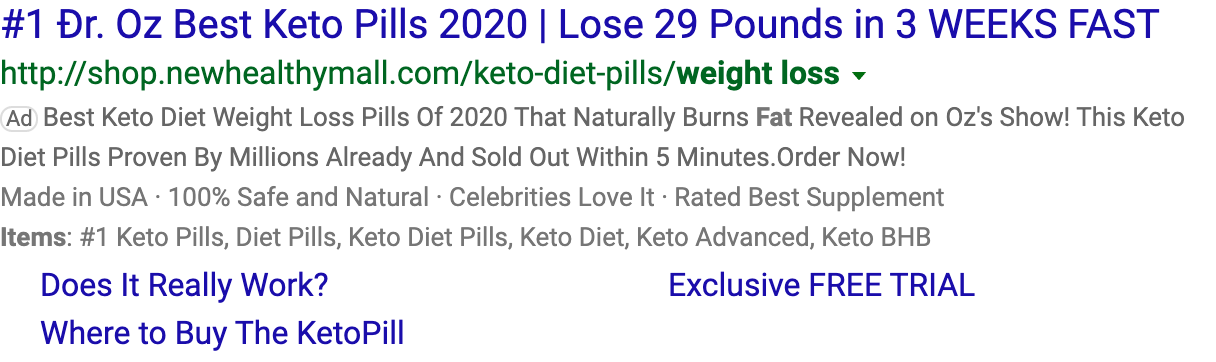 #1 Ðr. Oz Best Keto Pills 2020 | Lose 29 Pounds in 3 WEEKS FAST
http://shop.newhealthymall.com/keto-diet-pills/weight loss
Ad Best Keto Diet Weight Loss Pills Of 2020 That Naturally Burns Fat Revealed on Oz's Show! This Keto
Diet Pills Proven By Millions Already And Sold Out Within 5 Minutes.Order Now!
Made in USA · 100% Safe and Natural · Celebrities Love It · Rated Best Supplement
Items: #1 Keto Pills, Diet Pills, Keto Diet Pills, Keto Diet, Keto Advanced, Keto BHB
Does It Really Work? Exclusive FREE TRIAL
Where to Buy The KetoPill